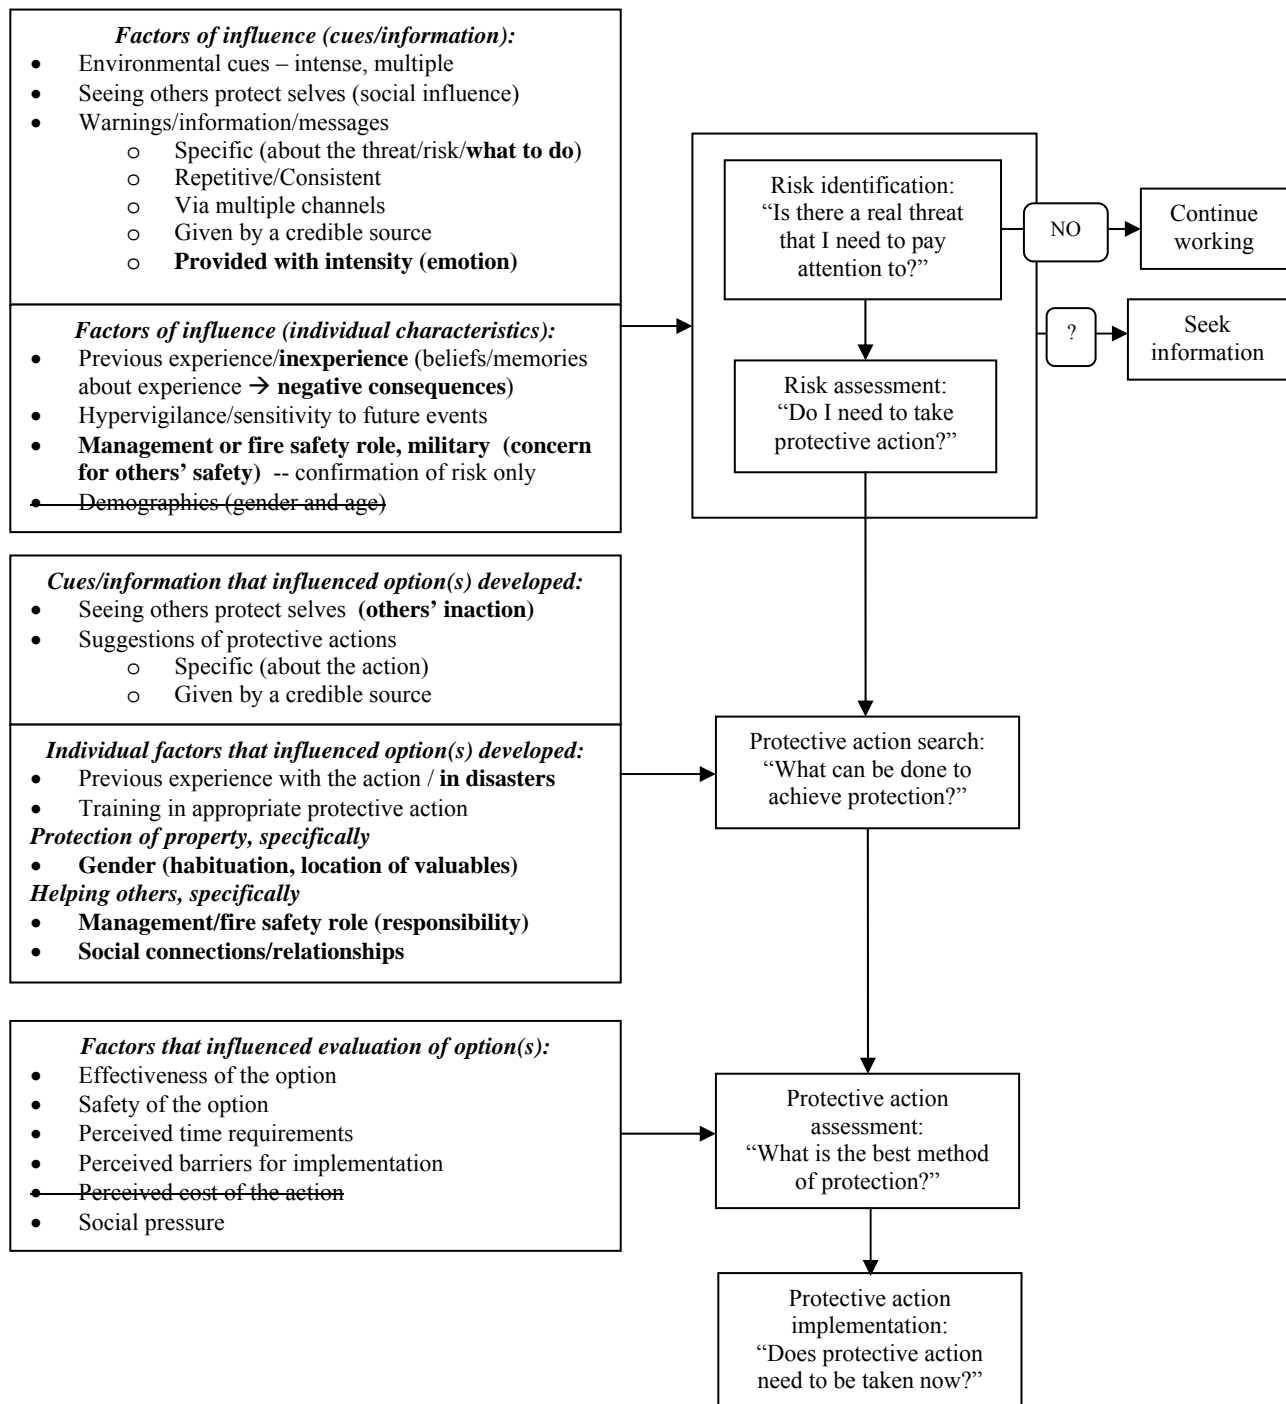 Factors of influence (cues/information):
• Environmental cues – intense, multiple
• Seeing others protect selves (social influence)
• Warnings/information/messages
o Specific (about the threat/risk/what to do)
o Repetitive/Consistent
o Via multiple channels
o Given by a credible source
o Provided with intensity (emotion)
Factors of influence (individual characteristics):
• Previous experience/inexperience (beliefs/memories
about experience → negative consequences)
• Hypervigilance/sensitivity to future events
• Management or fire safety role, military (concern
for others’ safety) -- confirmation of risk only
• Demographics (gender and age)
Risk identification:
“Is there a real threat
that I need to pay
attention to?”
NO
Continue
working
?
Seek
information
Risk assessment:
“Do I need to take
protective action?”
Cues/information that influenced option(s) developed:
• Seeing others protect selves (others’ inaction)
• Suggestions of protective actions
o Specific (about the action)
o Given by a credible source
Individual factors that influenced option(s) developed:
• Previous experience with the action / in disasters
• Training in appropriate protective action
Protection of property, specifically
• Gender (habituation, location of valuables)
Helping others, specifically
• Management/fire safety role (responsibility)
• Social connections/relationships
Protective action search:
“What can be done to
achieve protection?”
Factors that influenced evaluation of option(s):
• Effectiveness of the option
• Safety of the option
• Perceived time requirements
• Perceived barriers for implementation
• Perceived cost of the action
• Social pressure
Protective action
assessment:
“What is the best method
of protection?”
Protective action
implementation:
“Does protective action
need to be taken now?”